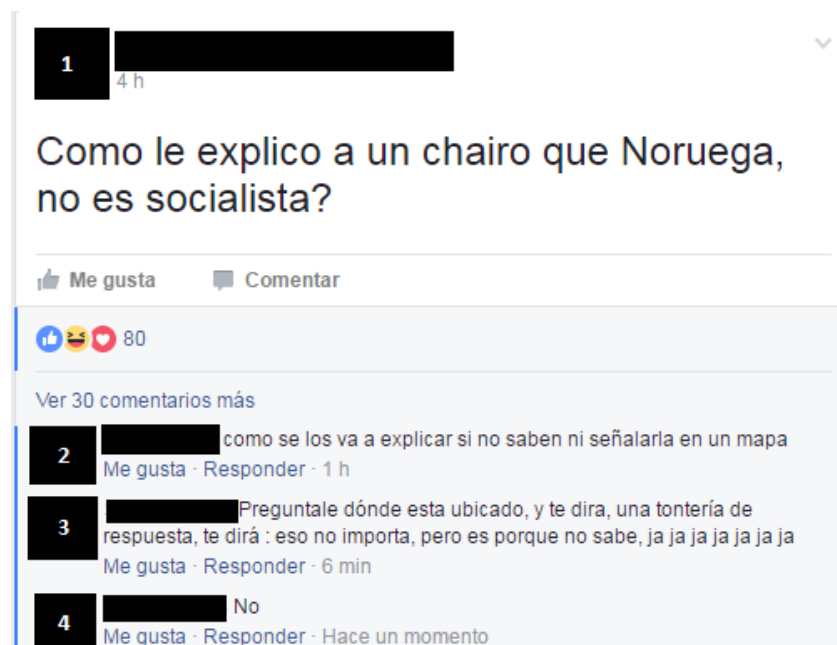 1
4 h
Como le explico a un chairo que Noruega,
no es socialista?
Me gusta Comentar
80
Ver 30 comentarios más
2 como se los va a explicar si no saben ni señalarla en un mapa
Me gusta · Responder · 1 h
3 Preguntale dónde esta ubicado, y te dira, una tontería de
respuesta, te dirá : eso no importa, pero es porque no sabe, ja ja ja ja ja ja ja
Me gusta · Responder · 6 min
4 No
Me gusta · Responder · Hace un momento